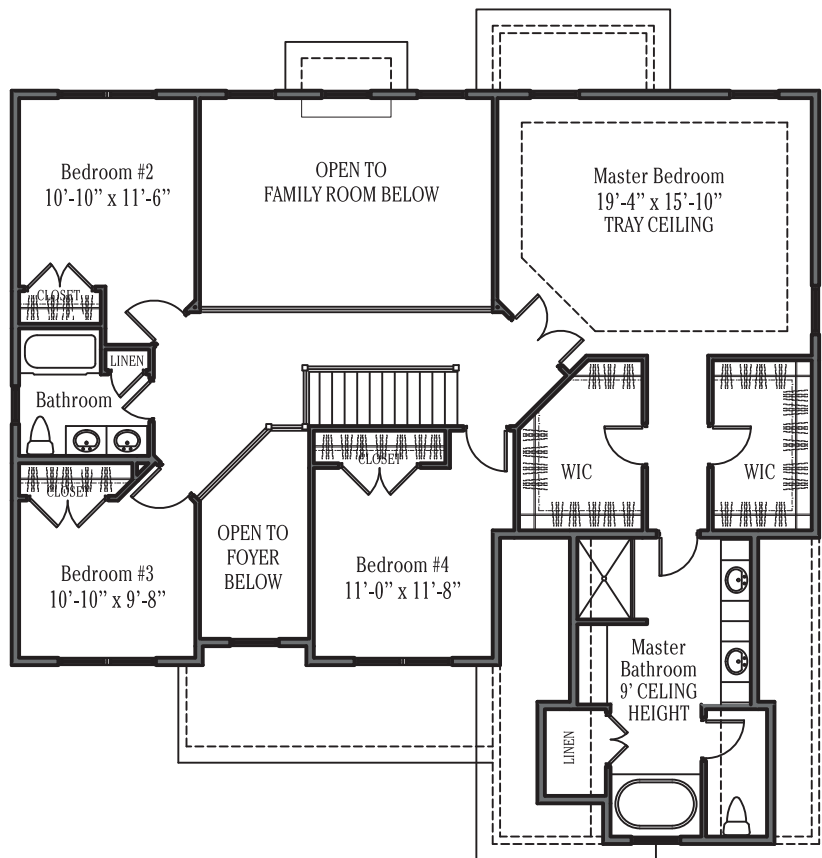 Bedroom #2
10’-10” x 11’-6”
OPEN TO
FAMILY ROOM BELOW
Master Bedroom
19’-4” x 15’-10”
TRAY CEILING
CLOSET
LINEN
Bathroom
CLOSET
CLOSET
WIC
WIC
OPEN TO
FOYER
BELOW
Bedroom #3
10’-10” x 9’-8”
Bedroom #4
11’-0” x 11’-8”
Master
Bathroom
9’ CELING
HEIGHT
LINEN